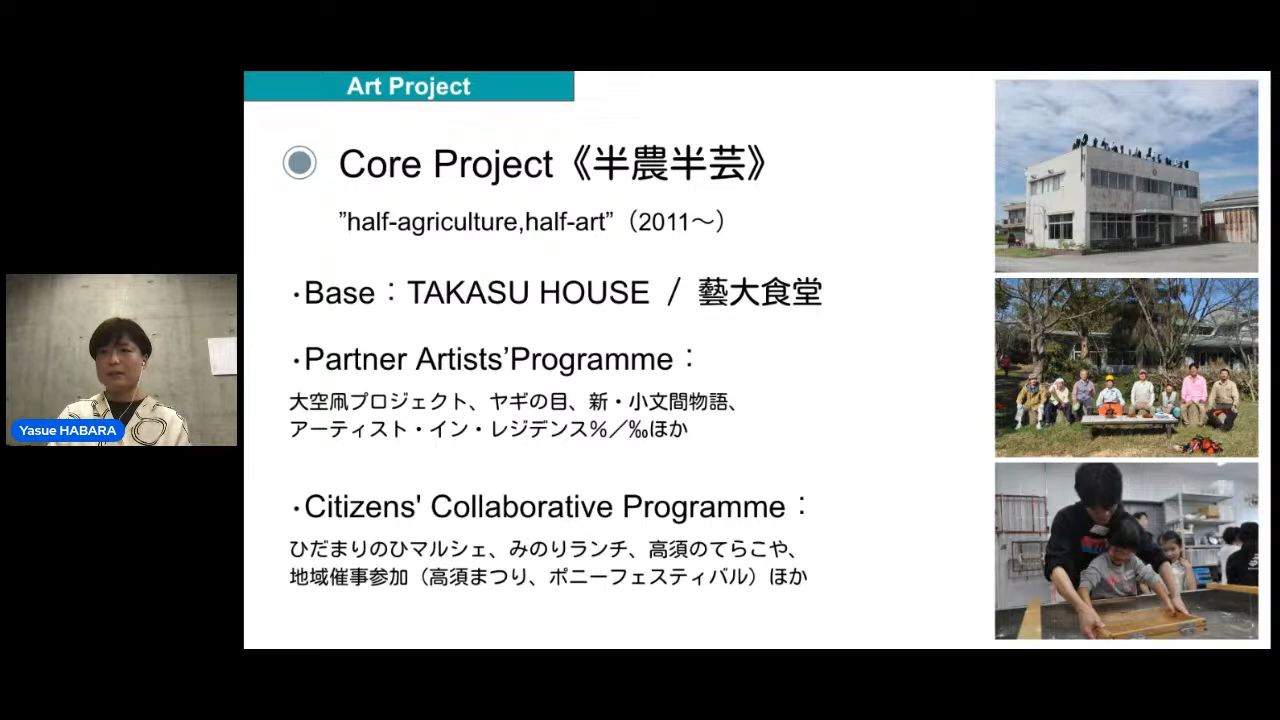 Art Project
Core Project《半農半芸》
”half-agriculture,half-art”（2011～）
・Base：TAKASU HOUSE / 藝大食堂
・Partner Artists’Programme：
大空凧プロジェクト、ヤギの目、新・小文間物語、
アーティスト・イン・レジデンス％／‰ほか
・Citizens' Collaborative Programme：
ひだまりのひマルシェ、みのりランチ、高須のてらこや、
地域催事参加（高須まつり、ポニーフェスティバル）ほか
Yasue HABARA